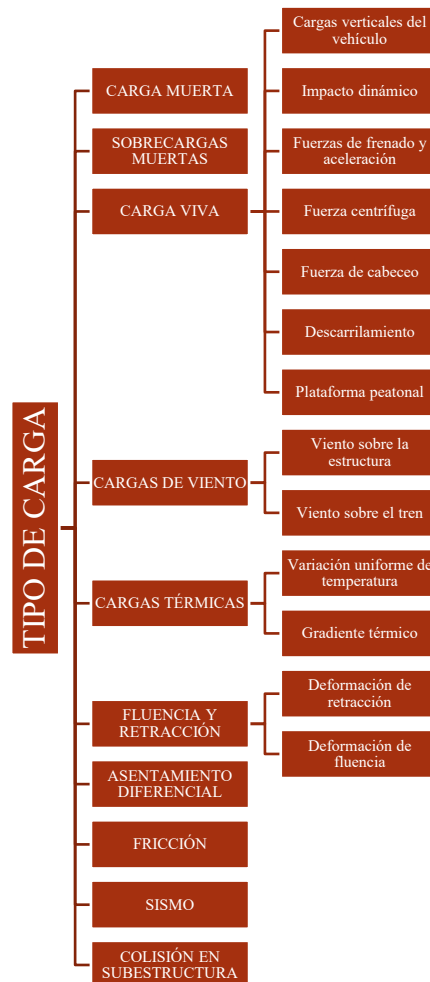 TIPO DE CARGA
CARGA MUERTA
SOBRECARGAS
MUERTAS
CARGA VIVA
Cargas verticales del
vehículo
Impacto dinámico
Fuerzas de frenado y
aceleración
Fuerza centrífuga
Fuerza de cabeceo
Descarrilamiento
Plataforma peatonal
CARGAS DE VIENTO
Viento sobre la
estructura
Viento sobre el tren
CARGAS TÉRMICAS
Variación uniforme de
temperatura
Gradiente térmico
FLUENCIA Y
RETRACCIÓN
Deformación de
retracción
Deformación de
fluencia
ASENTAMIENTO
DIFERENCIAL
FRICCIÓN
SISMO
COLISIÓN EN
SUBESTRUCTURA